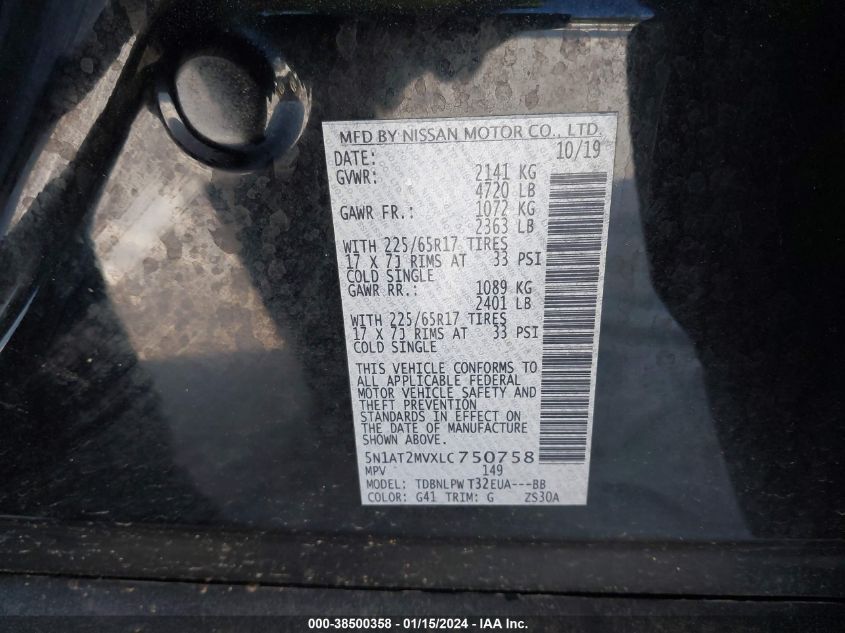 MFD BY NISSAN MOTOR CO., LTD.
DATE: 10/19
GVWR: 2141 KG
4720 LB
GAWR FR.: 1072 KG
2363 LB
WITH 225/65R17 TIRES
17 X 7J RIMS AT 33 PSI
COLD SINGLE
GAWR RR.: 1089 KG
2401 LB
WITH 225/65R17 TIRES
17 X 7J RIMS AT 33 PSI
COLD SINGLE
THIS VEHICLE CONFORMS TO
ALL APPLICABLE FEDERAL
MOTOR VEHICLE SAFETY AND
THEFT PREVENTION
STANDARDS IN EFFECT ON
THE DATE OF MANUFACTURE
SHOWN ABOVE.
5N1AT2MVXLC750758
MPV 149
MODEL: TDBNLPW T32EUA---BB
COLOR: G41 TRIM: G ZS30A
000-38500358 - 01/15/2024 - IAA Inc.